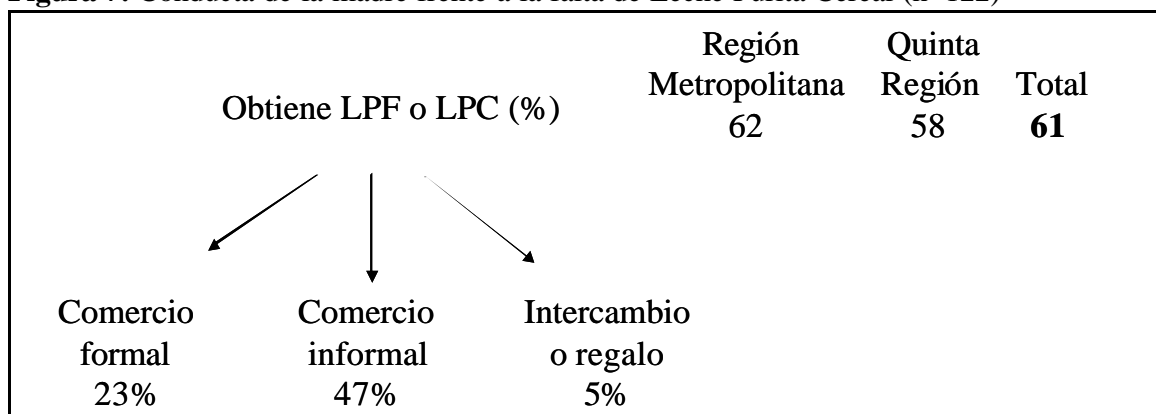 Figura 7. Conducta de la madre frente a la falta de Leche Purita Cereal (n=122)
Región Metropolitana
Quinta Región
Total
Obtiene LPF o LPC (%)
62 58 61
Comercio formal
23%
Comercio informal
47%
Intercambio o regalo
5%